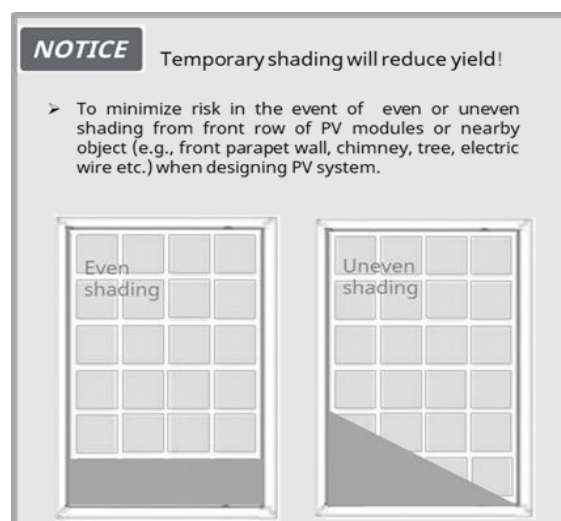 NOTICE
Temporary shading will reduce yield!
➢ To minimize risk in the event of even or uneven
shading from front row of PV modules or nearby
object (e.g., front parapet wall, chimney, tree, electric
wire etc.) when designing PV system.
Even
shading
Uneven
shading